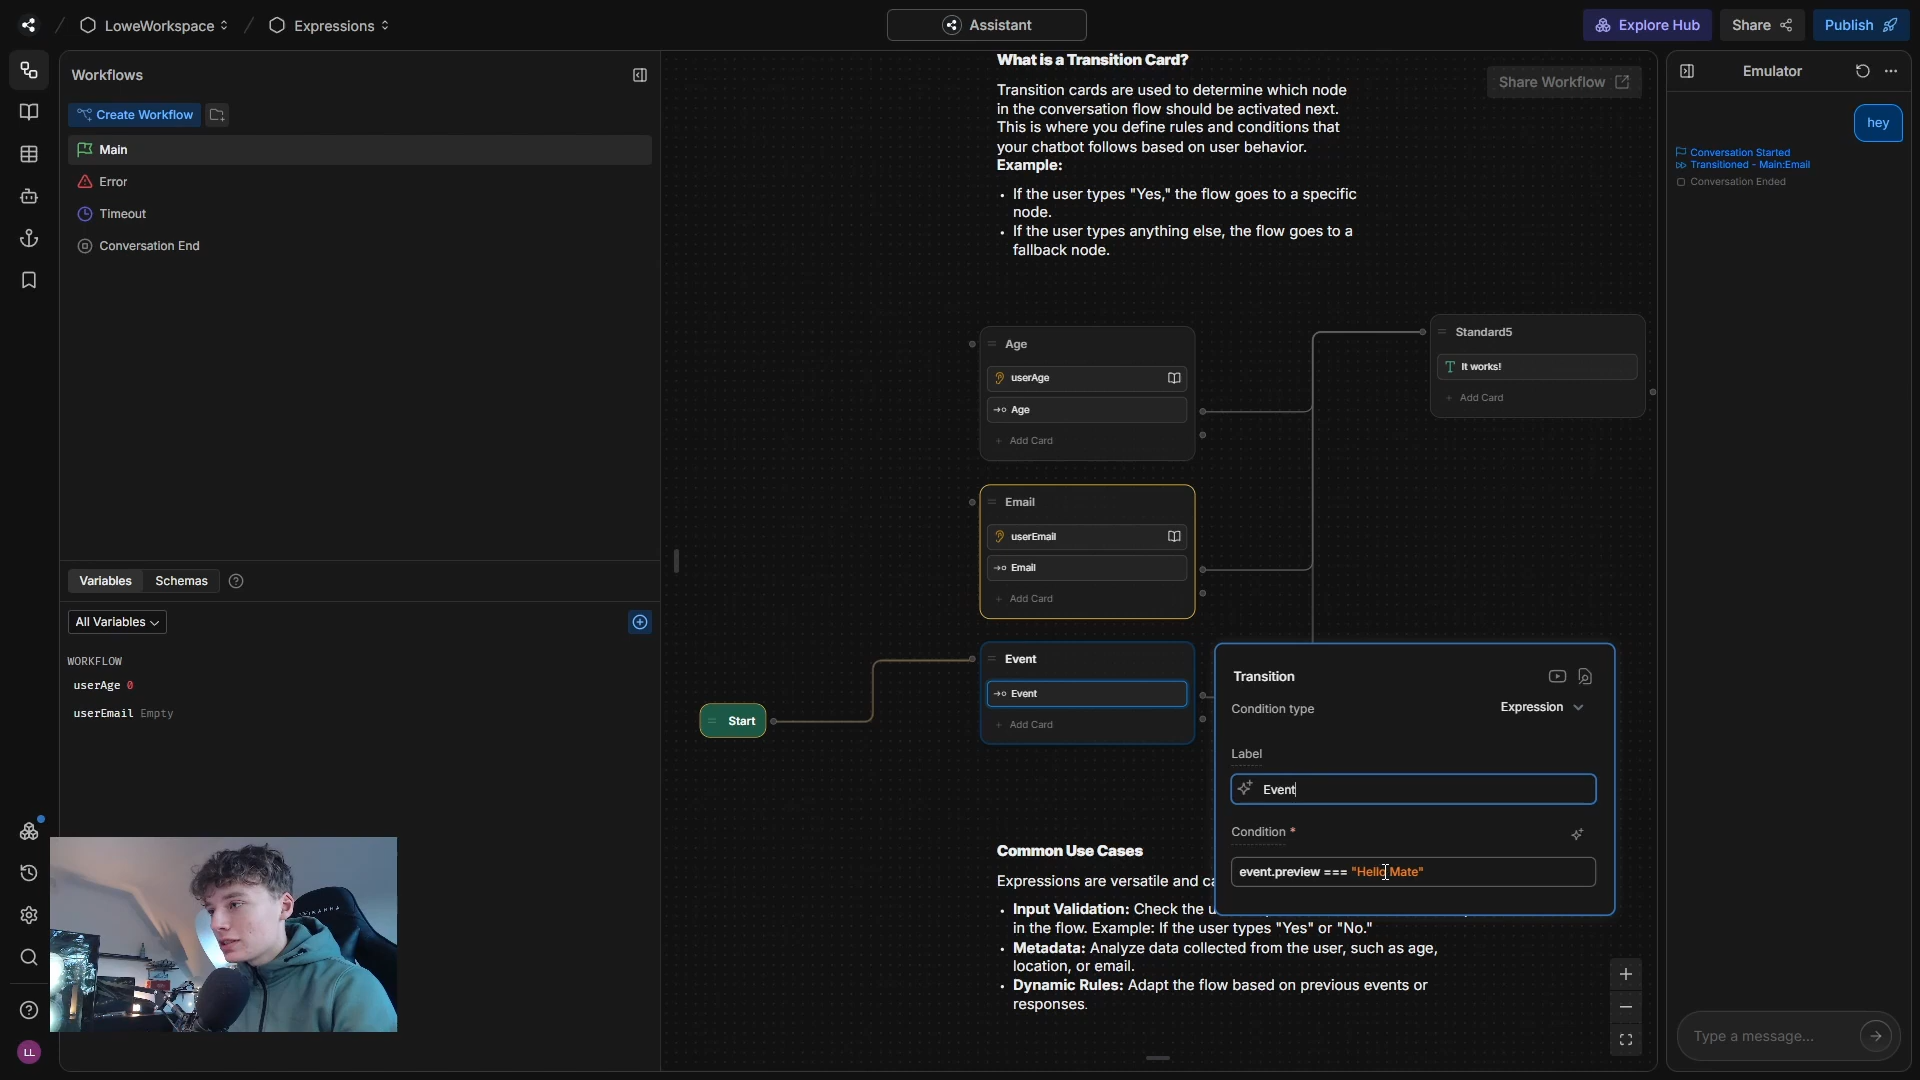 LoweWorkspace
Expressions
Assistant
Explore Hub
Share
Publish
Workflows
Create Workflow
Main
Error
Timeout
Conversation End
Variables
Schemas
All Variables
WORKFLOW
userAge 0
userEmail Empty
LL
What is a Transition Card?
Transition cards are used to determine which node
in the conversation flow should be activated next.
This is where you define rules and conditions that
your chatbot follows based on user behavior.
Example:
• If the user types "Yes," the flow goes to a specific
node.
• If the user types anything else, the flow goes to a
fallback node.
Share Workflow
Age
userAge
Age
+ Add Card
Standard5
It works!
+ Add Card
Email
userEmail
Email
+ Add Card
Start
Event
Event
+ Add Card
Transition
Condition type
Expression
Label
Event
Condition *
event.preview === "Hello Mate"
Common Use Cases
Expressions are versatile and ca
• Input Validation: Check the u
in the flow. Example: If the user types "Yes" or "No."
• Metadata: Analyze data collected from the user, such as age,
location, or email.
• Dynamic Rules: Adapt the flow based on previous events or
responses.
Emulator
hey
Conversation Started
Transitioned - Main:Email
Conversation Ended
Type a message...